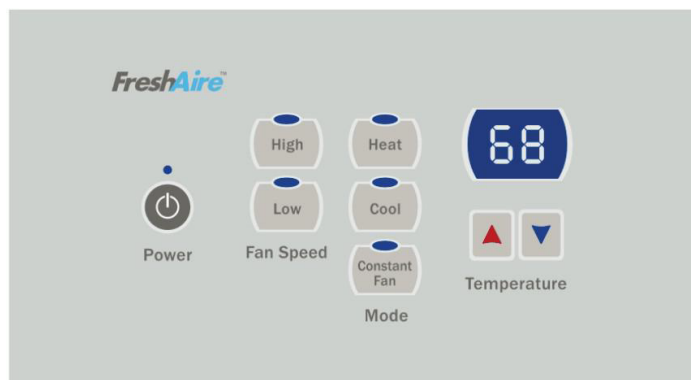 FreshAire™
68
High
Heat
Low
Cool
Power
Fan Speed
Constant
Fan
Temperature
Mode